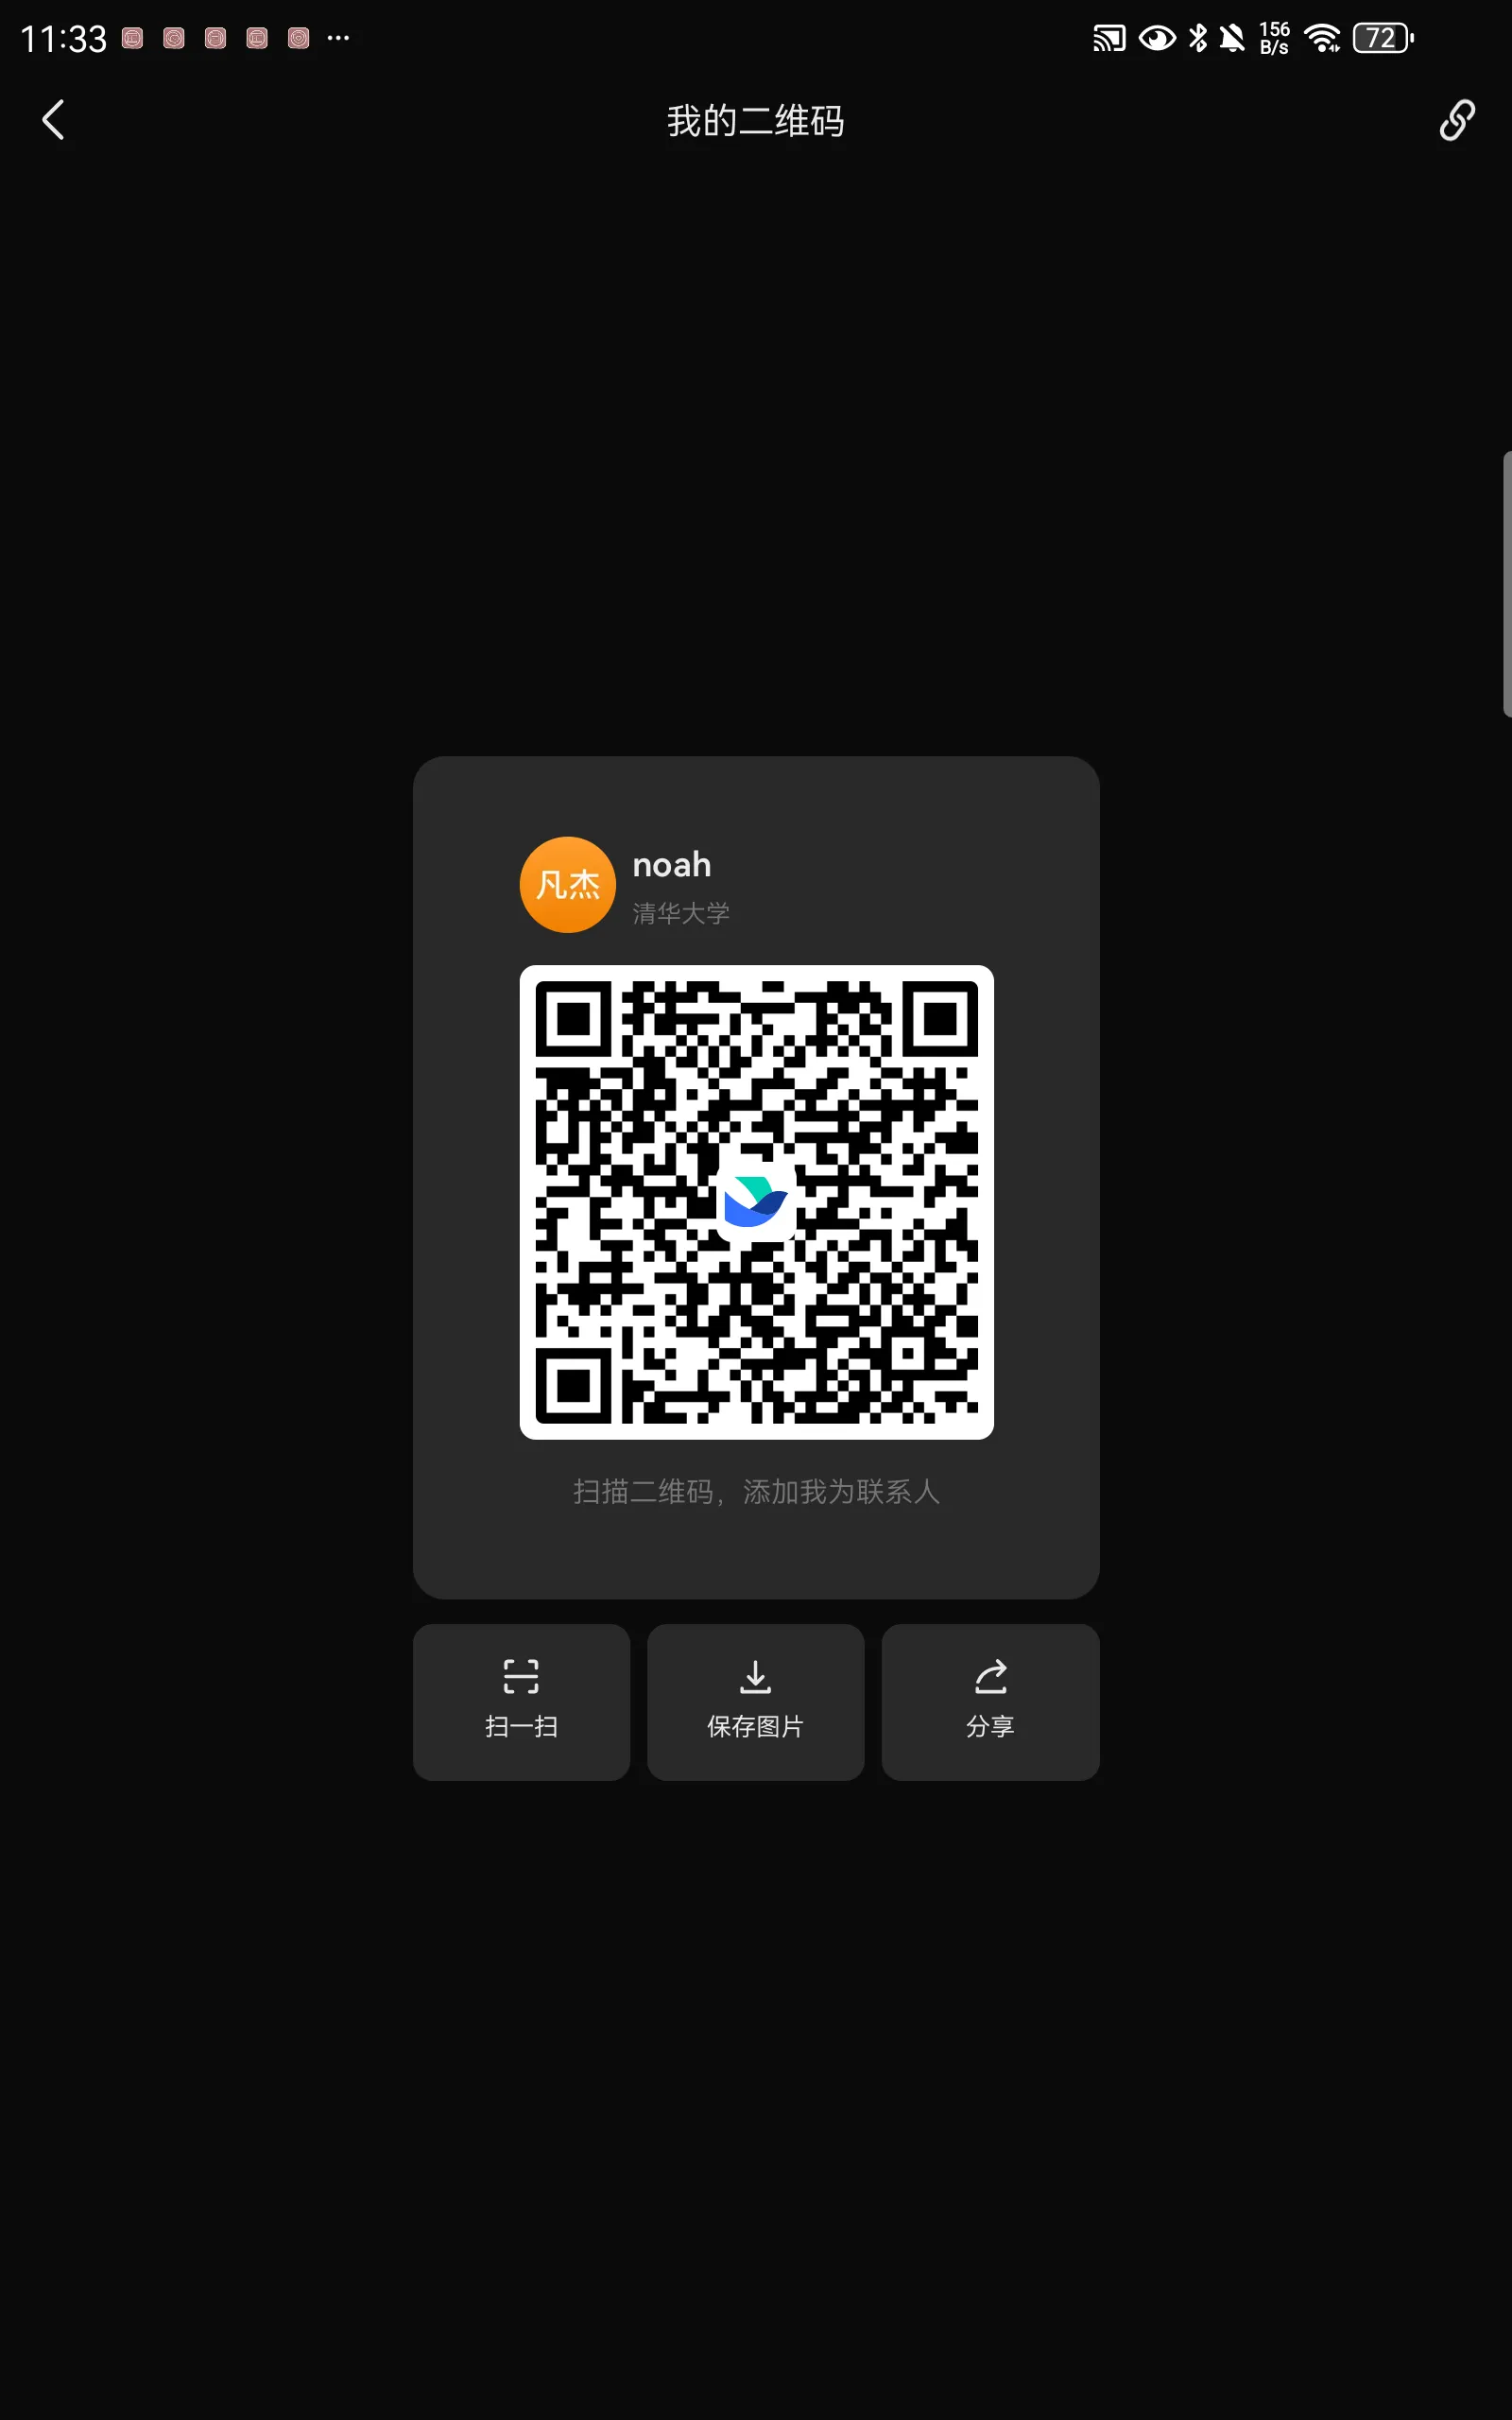 11:33
156
B/s
72
我的二维码
凡杰
noah
清华大学
扫描二维码，添加我为联系人
扫一扫
保存图片
分享